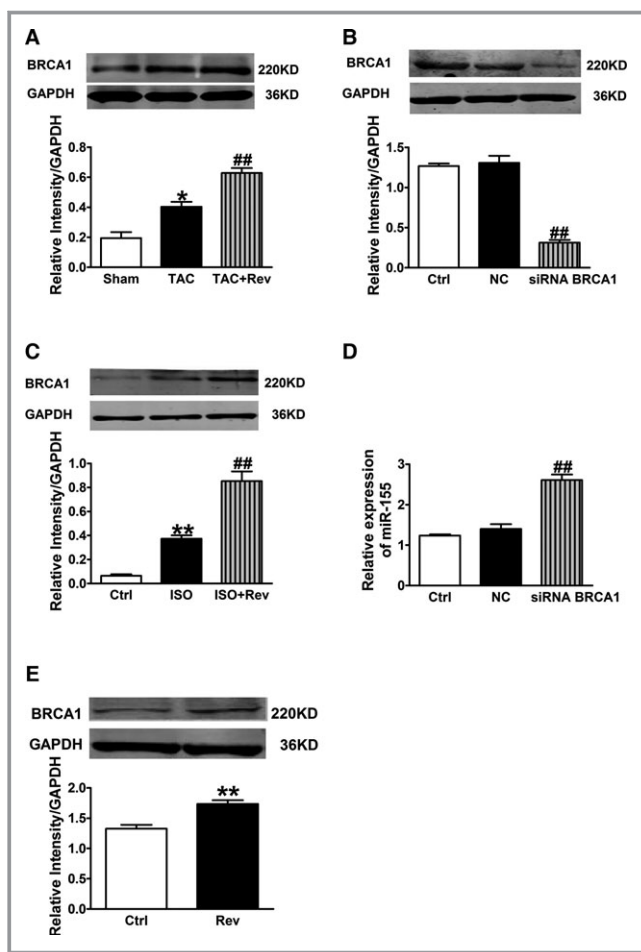 A
BRCA1
220KD
GAPDH
36KD
Relative Intensity/GAPDH
0.8
0.6
0.4
0.2
0.0
*
##
Sham TAC TAC+Rev
B
BRCA1
220KD
GAPDH
36KD
Relative Intensity/GAPDH
1.5
1.0
0.5
0.0
##
Ctrl NC siRNA BRCA1
C
BRCA1
220KD
GAPDH
36KD
Relative Intensity/GAPDH
1.0
0.8
0.6
0.4
0.2
0.0
**
##
Ctrl ISO ISO+Rev
D
Relative expression
of miR-155
3
2
1
0
##
Ctrl NC siRNA BRCA1
E
BRCA1
220KD
GAPDH
36KD
Relative Intensity/GAPDH
2.0
1.5
1.0
0.5
0.0
**
Ctrl Rev